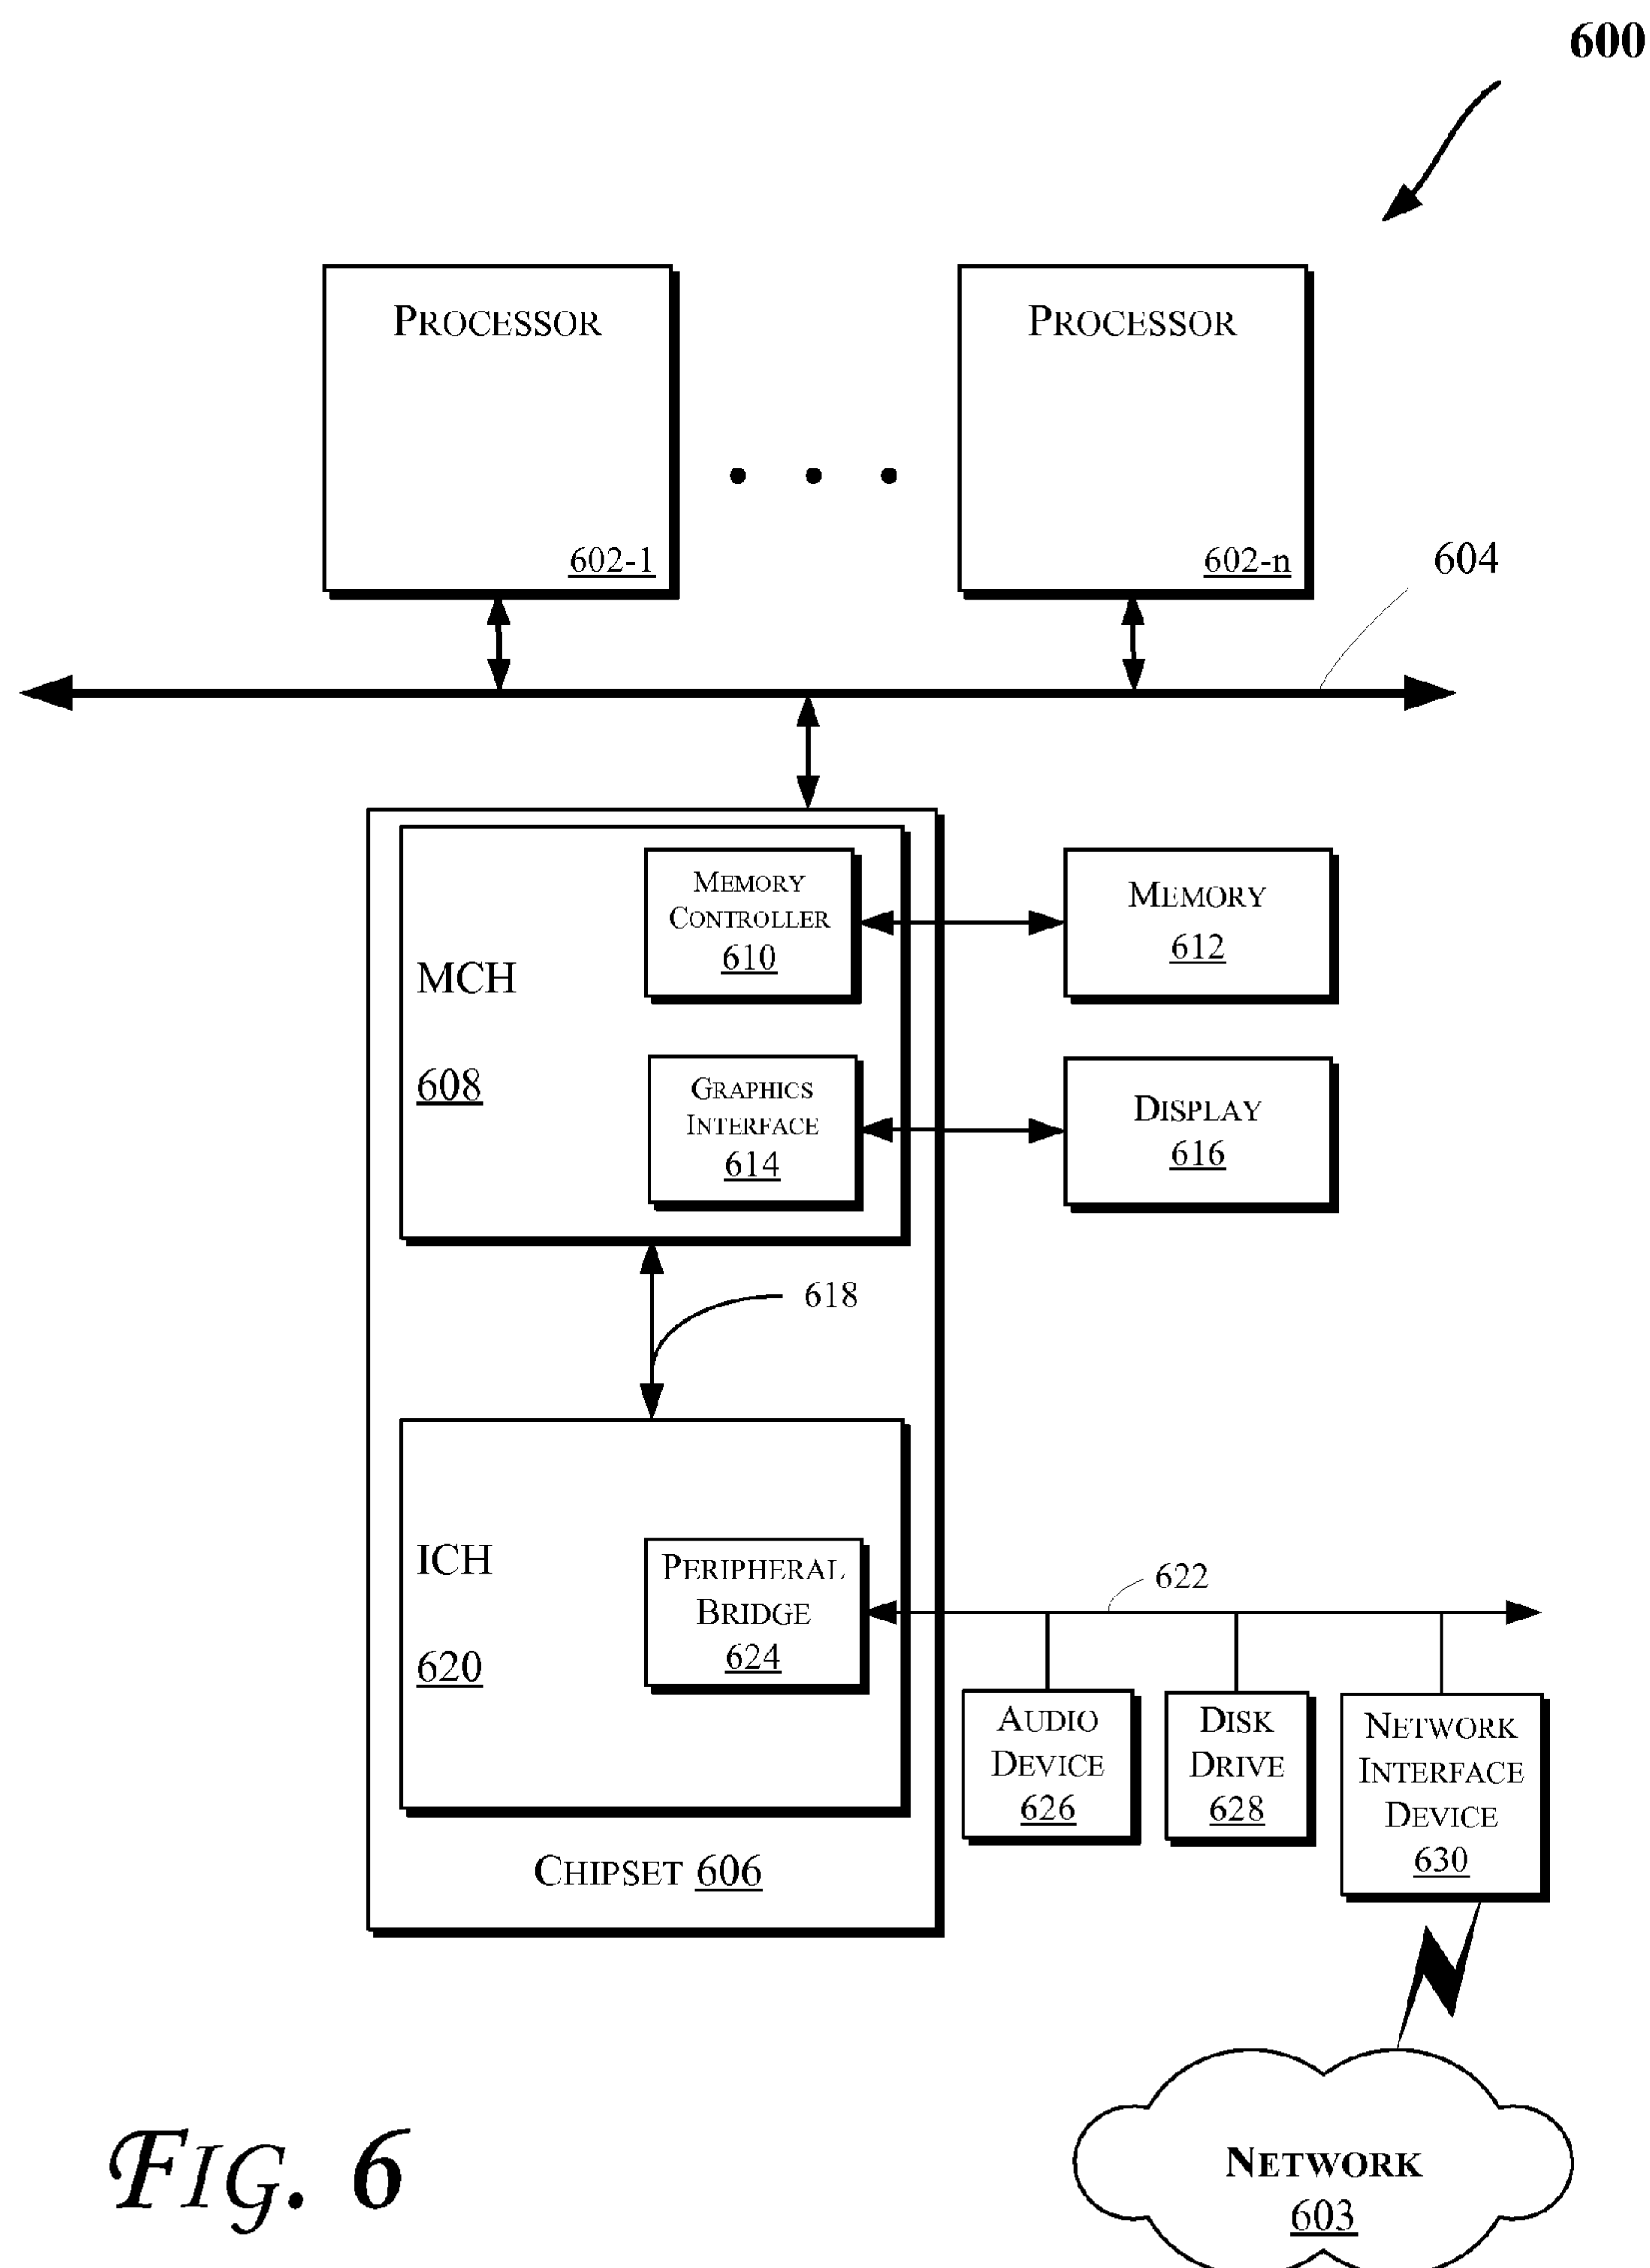 600
PROCESSOR
602-1
PROCESSOR
602-n
604
MEMORY
CONTROLLER
610
MEMORY
612
MCH
608
GRAPHICS
INTERFACE
614
DISPLAY
616
618
ICH
620
PERIPHERAL
BRIDGE
624
622
AUDIO
DEVICE
626
DISK
DRIVE
628
NETWORK
INTERFACE
DEVICE
630
CHIPSET 606
NETWORK
603
FIG. 6